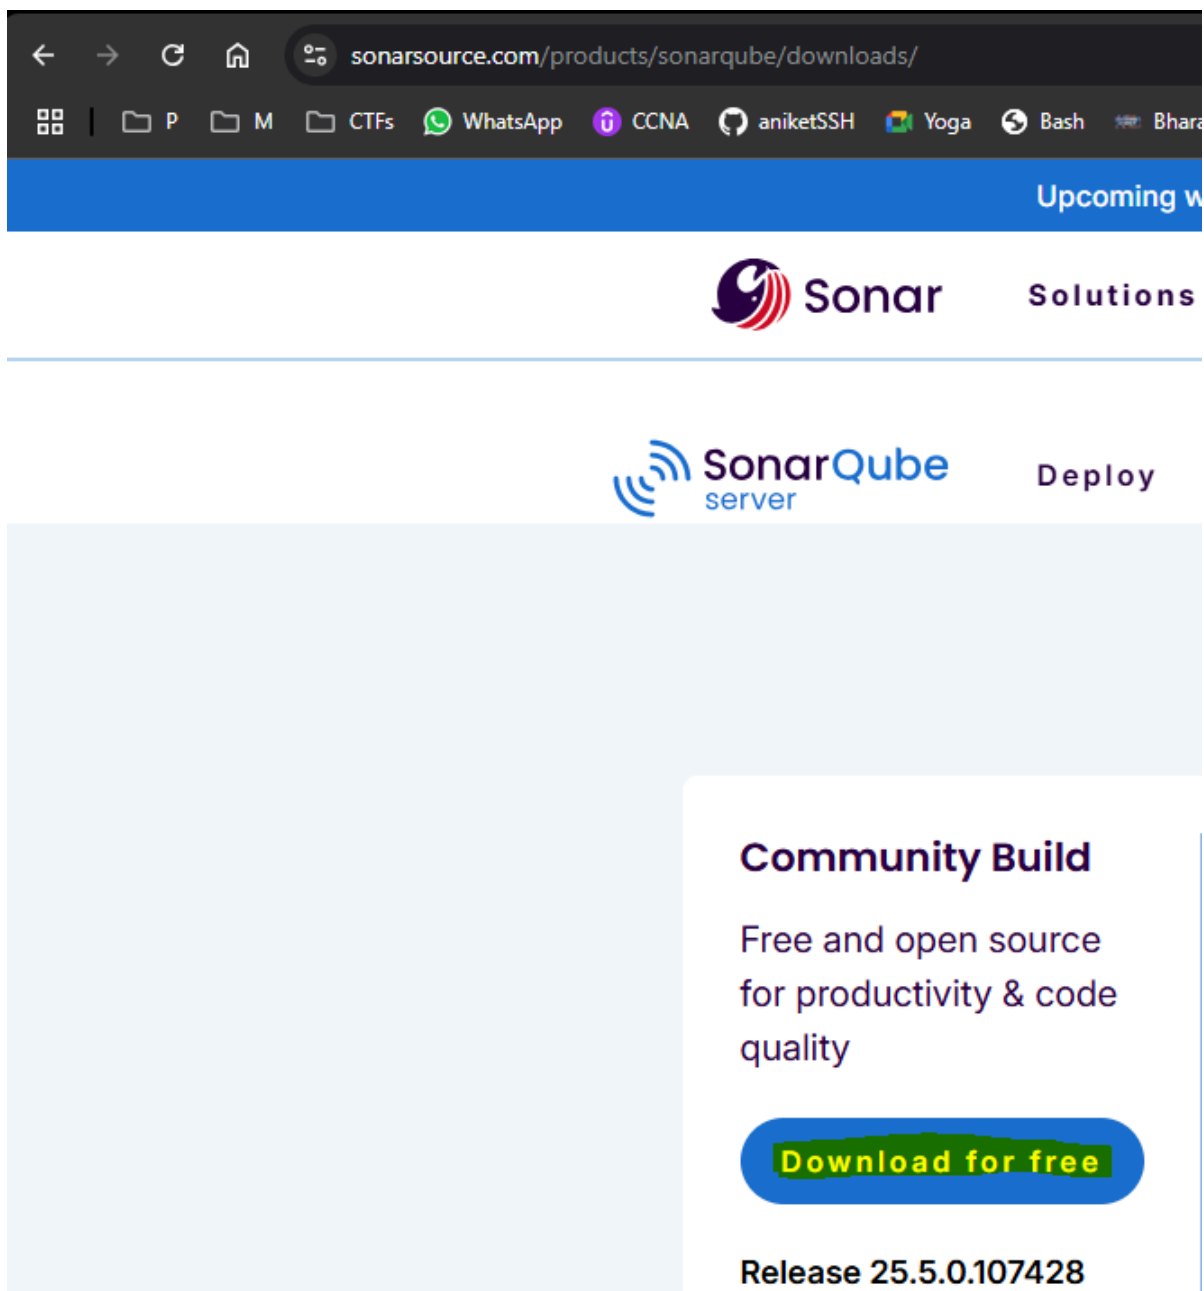 sonarsource.com/products/sonarqube/downloads/
P M CTFs WhatsApp CCNA aniketSSH Yoga Bash
Upcoming
Sonar Solutions
SonarQube
server
Deploy
Community Build
Free and open source
for productivity & code
quality
Download for free
Release 25.5.0.107428